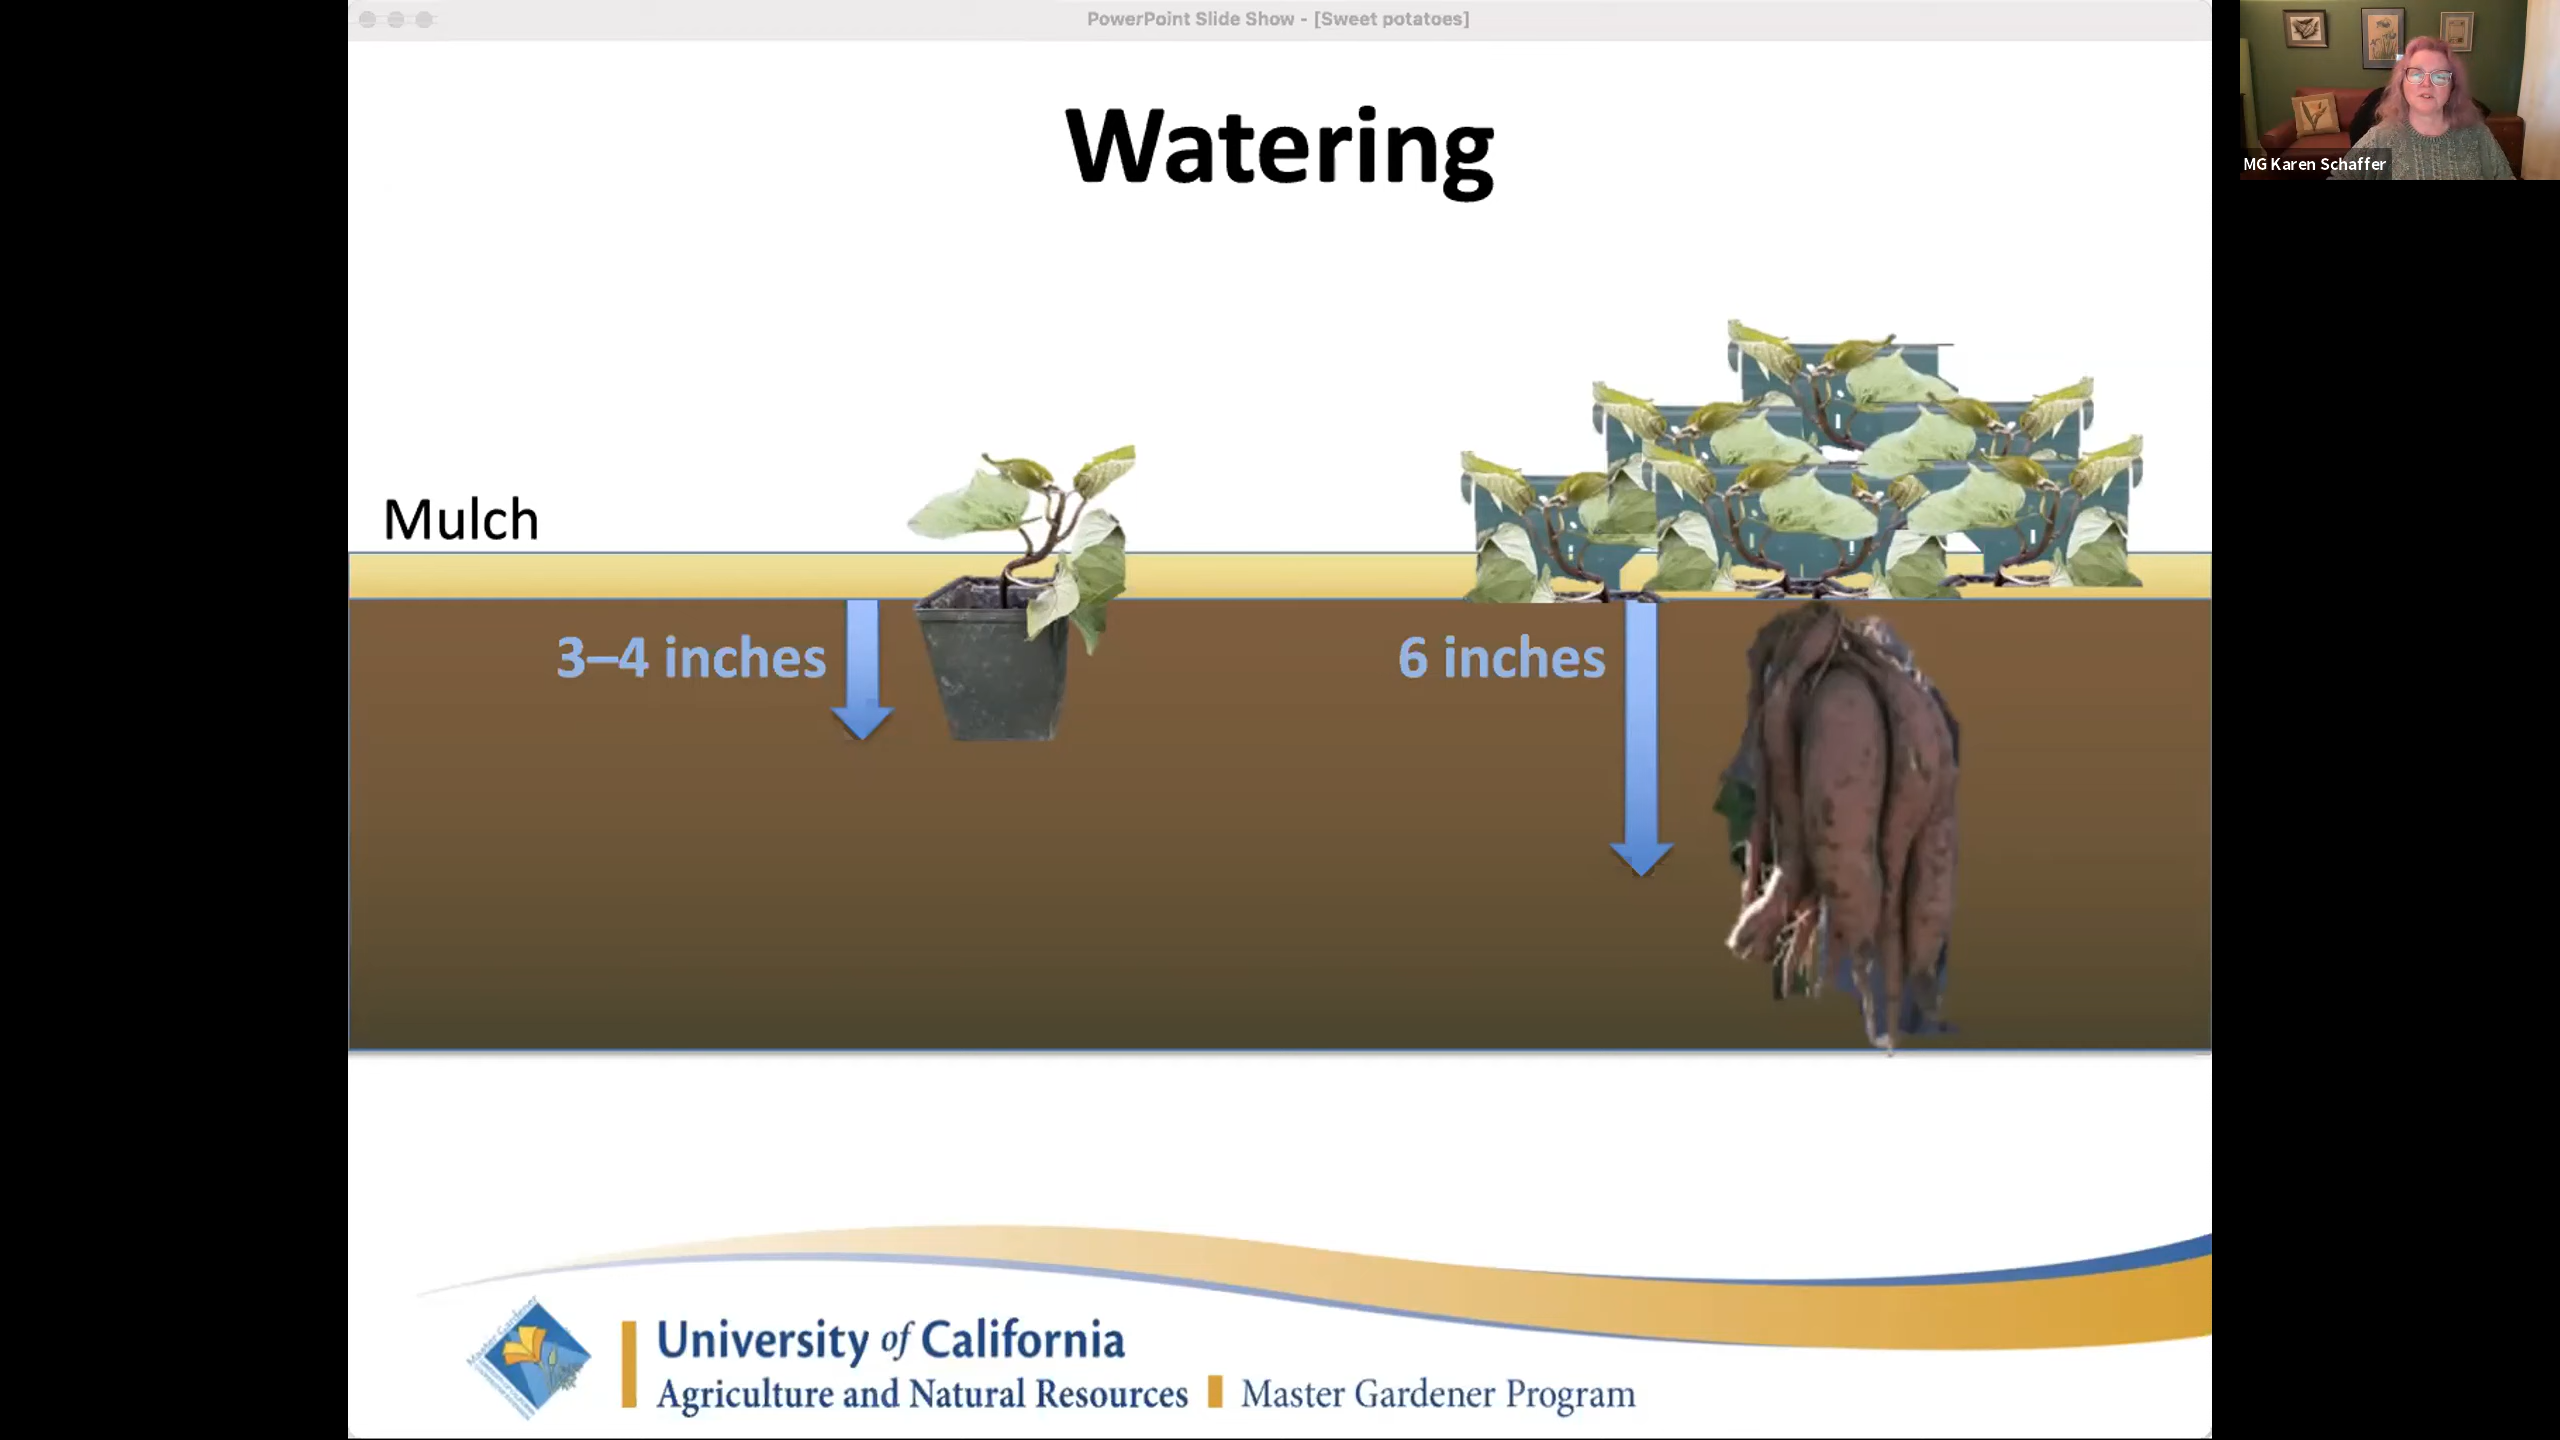 PowerPoint Slide Show - [Sweet potatoes]
MG Karen Schaffer
Watering
Mulch
3–4 inches
6 inches
University of California
Agriculture and Natural Resources Master Gardener Program